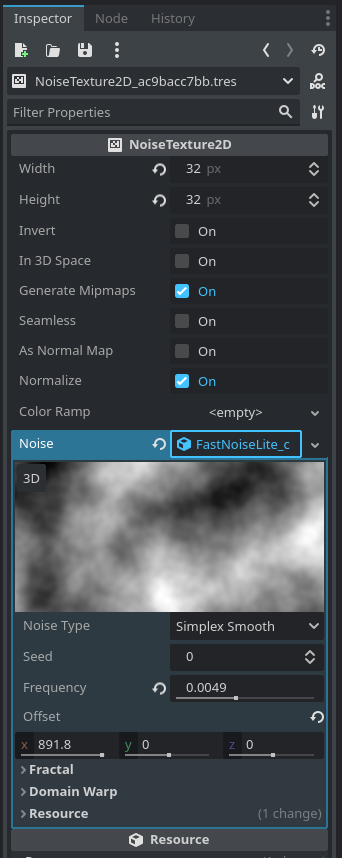 Inspector Node History
NoiseTexture2D_ac9bacc7bb.tres
DOC
Filter Properties
NoiseTexture2D
Width 32 px
Height 32 px
Invert On
In 3D Space On
Generate Mipmaps On
Seamless On
As Normal Map On
Normalize On
Color Ramp <empty>
Noise FastNoiseLite_c
3D
Noise Type Simplex Smooth
Seed 0
Frequency 0.0049
Offset
x 891.8 y 0 z 0
Fractal
Domain Warp
Resource (1 change)
Resource